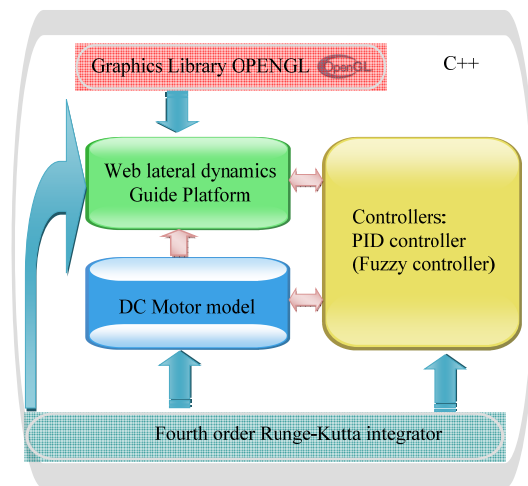 Graphics Library OPENGL OpenGL
C++
Web lateral dynamics
Guide Platform
Controllers:
PID controller
(Fuzzy controller)
DC Motor model
Fourth order Runge-Kutta integrator